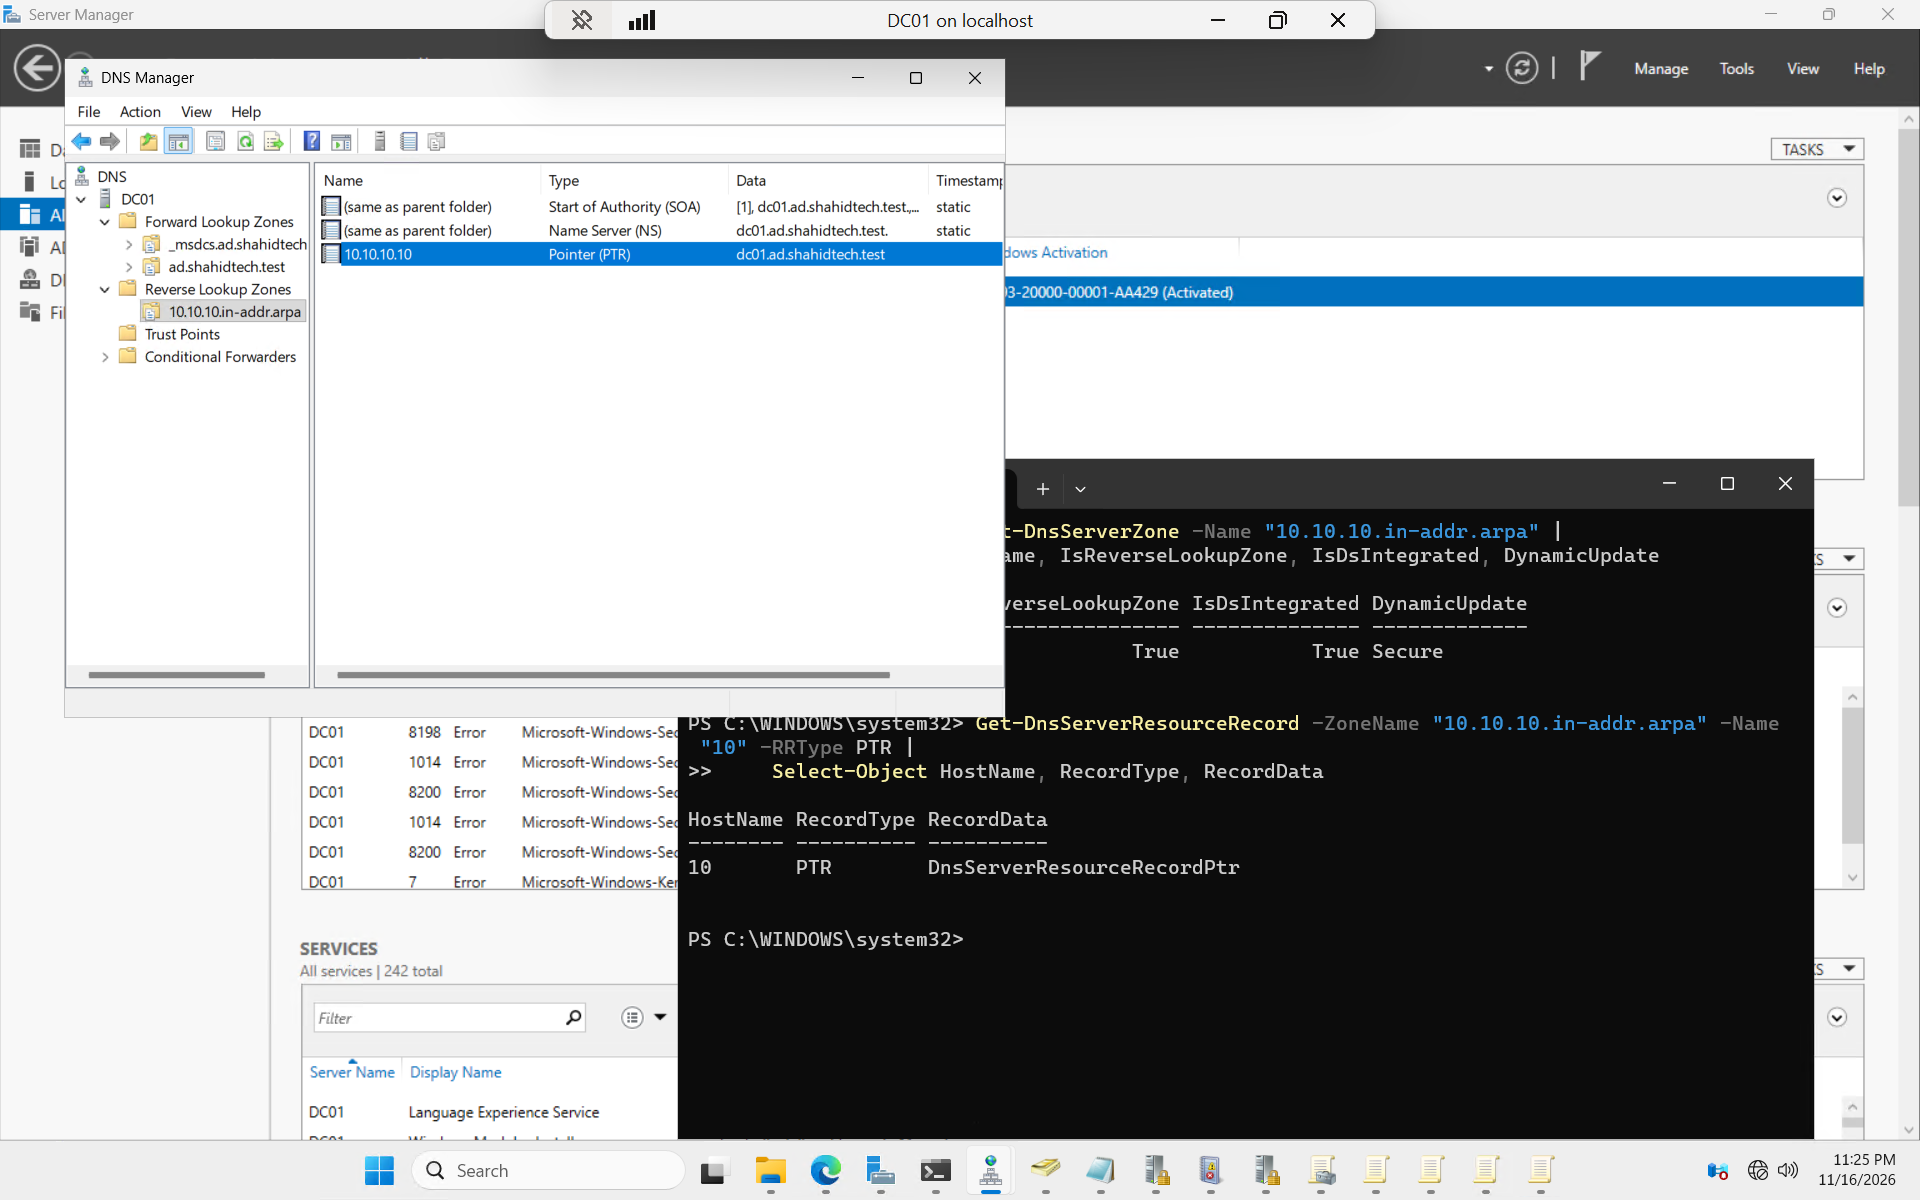 Server Manager
DC01 on localhost
Manage
Tools
View
Help
DNS Manager
File
Action
View
Help
DNS
DC01
Forward Lookup Zones
_msdcs.ad.shahidtech
ad.shahidtech.test
Reverse Lookup Zones
10.10.10.in-addr.arpa
Trust Points
Conditional Forwarders
Name Type Data Timestamp
(same as parent folder) Start of Authority (SOA) [1], dc01.ad.shahidtech.test.,... static
(same as parent folder) Name Server (NS) dc01.ad.shahidtech.test. static
10.10.10.10 Pointer (PTR) dc01.ad.shahidtech.test
TASKS
dows Activation
3-20000-00001-AA429 (Activated)
t-DnsServerZone -Name "10.10.10.in-addr.arpa" |
ame, IsReverseLookupZone, IsDsIntegrated, DynamicUpdate
verseLookupZone IsDsIntegrated DynamicUpdate
--------------- -------------- -------------
True True Secure
PS C:\WINDOWS\system32> Get-DnsServerResourceRecord -ZoneName "10.10.10.in-addr.arpa" -Name
"10" -RRType PTR |
>> Select-Object HostName, RecordType, RecordData
HostName RecordType RecordData
-------- ---------- ----------
10 PTR DnsServerResourceRecordPtr
PS C:\WINDOWS\system32>
DC01 8198 Error Microsoft-Windows-Sec
DC01 1014 Error Microsoft-Windows-Sec
DC01 8200 Error Microsoft-Windows-Sec
DC01 1014 Error Microsoft-Windows-Sec
DC01 8200 Error Microsoft-Windows-Sec
DC01 7 Error Microsoft-Windows-Ker
SERVICES
All services | 242 total
Filter
Server Name Display Name
DC01 Language Experience Service
Search
11:25 PM
11/16/2026